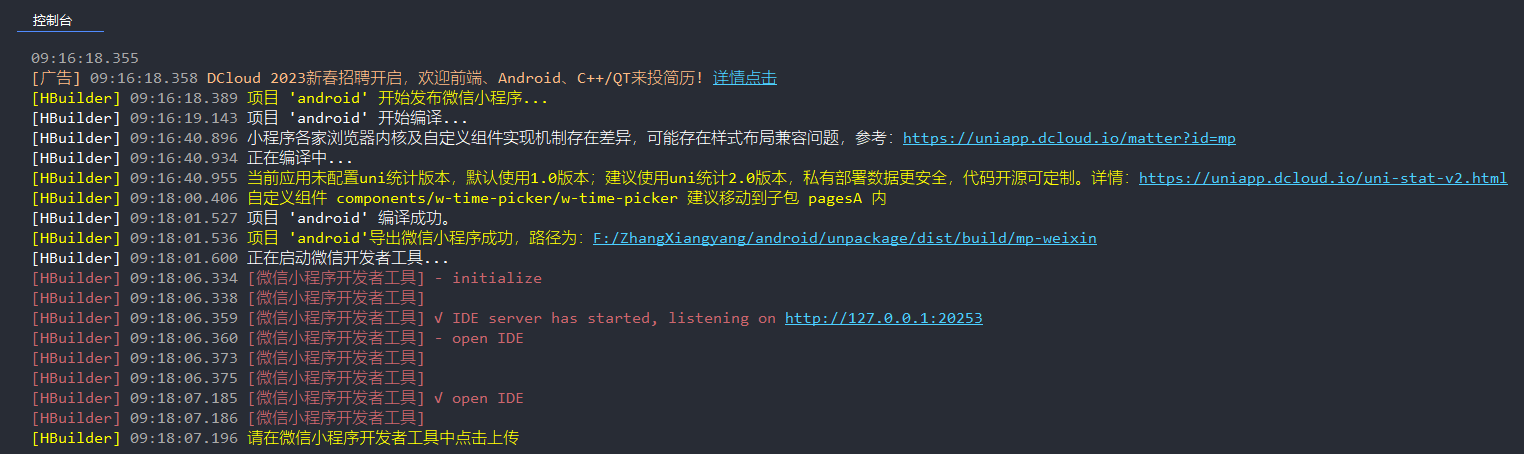 控制台
09:16:18.355
[广告] 09:16:18.358 DCloud 2023新春招聘开启，欢迎前端、Android、C++/QT来投简历！详情点击
[HBuilder] 09:16:18.389 项目 'android' 开始发布微信小程序...
[HBuilder] 09:16:19.143 项目 'android' 开始编译...
[HBuilder] 09:16:40.896 小程序各家浏览器内核及自定义组件实现机制存在差异，可能存在样式布局兼容问题，参考：https://uniapp.dcloud.io/matter?id=mp
[HBuilder] 09:16:40.934 正在编译中...
[HBuilder] 09:16:40.955 当前应用未配置uni统计版本，默认使用1.0版本；建议使用uni统计2.0版本，私有部署数据更安全，代码开源可定制。详情：https://uniapp.dcloud.io/uni-stat-v2.html
[HBuilder] 09:18:00.406 自定义组件 components/w-time-picker/w-time-picker 建议移动到子包 pagesA 内
[HBuilder] 09:18:01.527 项目 'android' 编译成功。
[HBuilder] 09:18:01.536 项目 'android'导出微信小程序成功，路径为：F:/ZhangXiangyang/android/unpackage/dist/build/mp-weixin
[HBuilder] 09:18:01.600 正在启动微信开发者工具...
[HBuilder] 09:18:06.334 [微信小程序开发者工具] - initialize
[HBuilder] 09:18:06.338 [微信小程序开发者工具]
[HBuilder] 09:18:06.359 [微信小程序开发者工具] √ IDE server has started, listening on http://127.0.0.1:20253
[HBuilder] 09:18:06.360 [微信小程序开发者工具] - open IDE
[HBuilder] 09:18:06.373 [微信小程序开发者工具]
[HBuilder] 09:18:06.375 [微信小程序开发者工具]
[HBuilder] 09:18:07.185 [微信小程序开发者工具] √ open IDE
[HBuilder] 09:18:07.186 [微信小程序开发者工具]
[HBuilder] 09:18:07.196 请在微信小程序开发者工具中点击上传